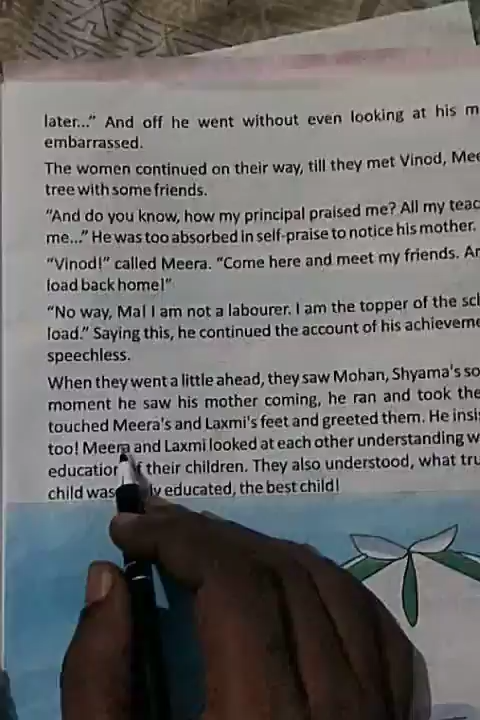 later..." And off he went without even looking at his m
embarrassed.
The women continued on their way, till they met Vinod, Mee
tree with some friends.
"And do you know, how my principal praised me? All my teac
me..." He was too absorbed in self-praise to notice his mother.
"Vinod!" called Meera. "Come here and meet my friends. An
load back home!"
"No way, Ma! I am not a labourer. I am the topper of the sch
load." Saying this, he continued the account of his achieveme
speechless.
When they went a little ahead, they saw Mohan, Shyama's so
moment he saw his mother coming, he ran and took the
touched Meera's and Laxmi's feet and greeted them. He insi
too! Meera and Laxmi looked at each other understanding w
education of their children. They also understood, what tru
child was educated, the best child!